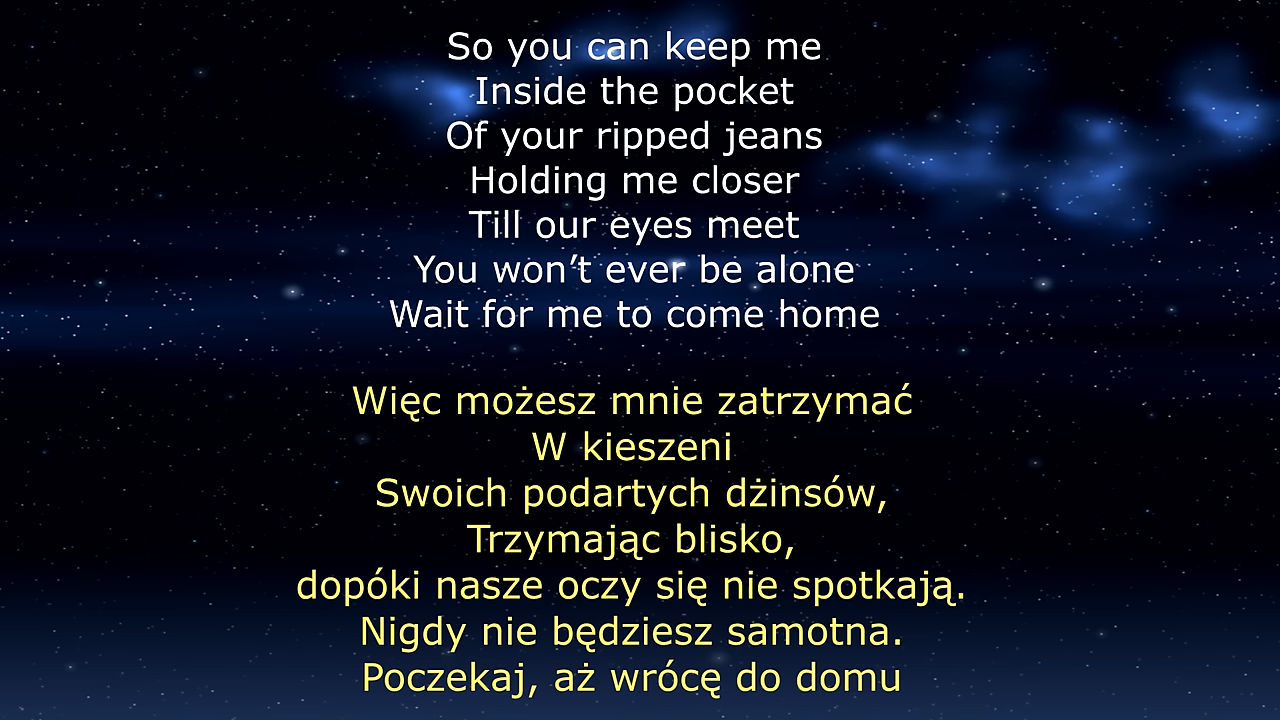 So you can keep me
Inside the pocket
Of your ripped jeans
Holding me closer
Till our eyes meet
You won’t ever be alone
Wait for me to come home
Więc możesz mnie zatrzymać
W kieszeni
Swoich podartych dżinsów,
Trzymając blisko,
dopóki nasze oczy się nie spotkają.
Nigdy nie będziesz samotna.
Poczekaj, aż wrócę do domu